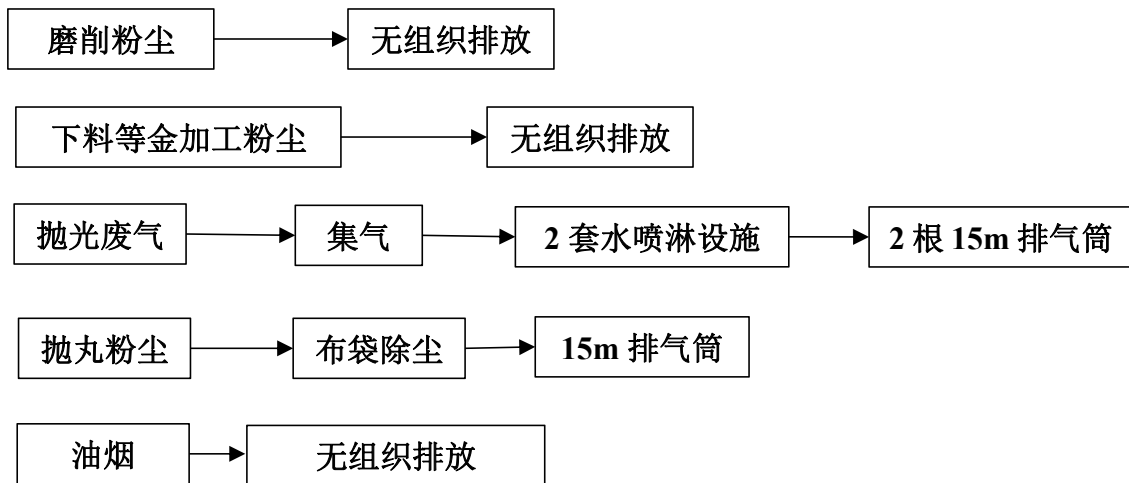 磨削粉尘 无组织排放
下料等金加工粉尘 无组织排放
抛光废气 集气 2 套水喷淋设施 2 根 15m 排气筒
抛丸粉尘 布袋除尘 15m 排气筒
油烟 无组织排放